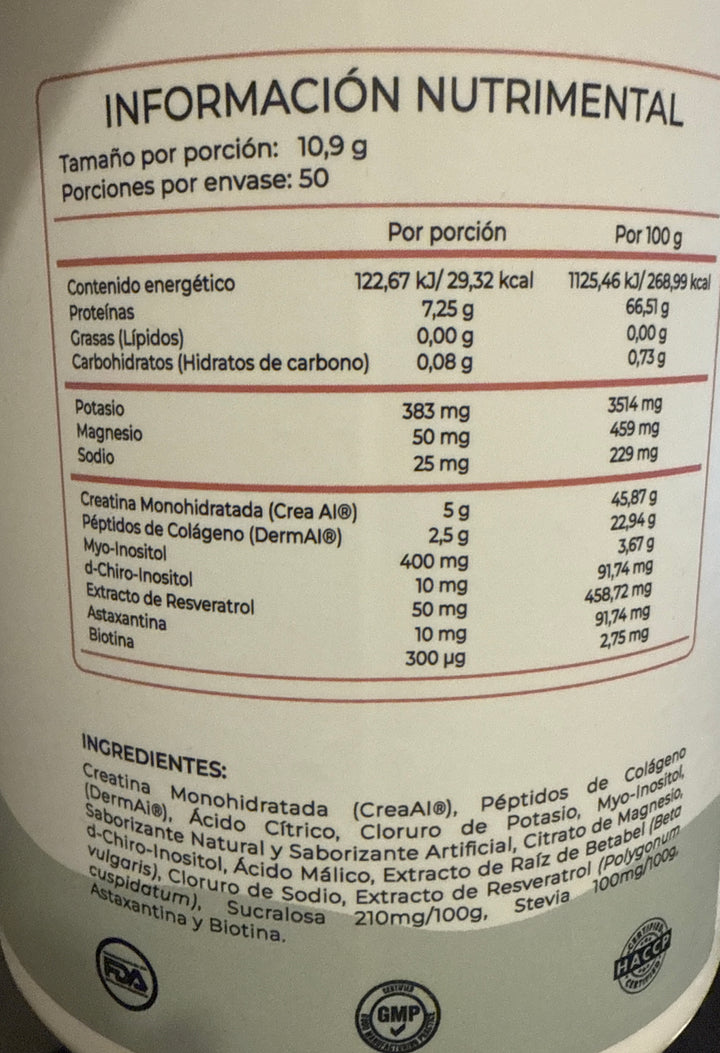 INFORMACIÓN NUTRIMENTAL
Tamaño por porción: 10,9 g
Porciones por envase: 50
Por porción Por 100 g
Contenido energético 122,67 kJ/ 29,32 kcal 1125,46 kJ/ 268,99 kcal
Proteínas 7,25 g 66,51 g
Grasas (Lípidos) 0,00 g 0,00 g
Carbohidratos (Hidratos de carbono) 0,08 g 0,73 g
Potasio 383 mg 3514 mg
Magnesio 50 mg 459 mg
Sodio 25 mg 229 mg
Creatina Monohidratada (Crea AI®) 5 g 45,87 g
Péptidos de Colágeno (DermAI®) 2,5 g 22,94 g
Myo-Inositol 400 mg 3,67 g
d-Chiro-Inositol 10 mg 91,74 mg
Extracto de Resveratrol 50 mg 458,72 mg
Astaxantina 10 mg 91,74 mg
Biotina 300 µg 2,75 mg
INGREDIENTES:
Creatina Monohidratada (CreaAI®), Péptidos de Colágeno
(DermAi®), Ácido Cítrico, Cloruro de Potasio, Myo-Inositol,
Saborizante Natural y Saborizante Artificial, Citrato de Magnesio,
d-Chiro-Inositol, Ácido Málico, Extracto de Raíz de Betabel (Beta
vulgaris), Cloruro de Sodio, Extracto de Resveratrol (Polygonum
cuspidatum), Sucralosa 210mg/100g, Stevia 100mg/100g,
Astaxantina y Biotina.
FDA
CERTIFIED
HACCP
CERTIFIED
CERTIFIED
GMP
GOOD MANUFACTURING PRACTICE